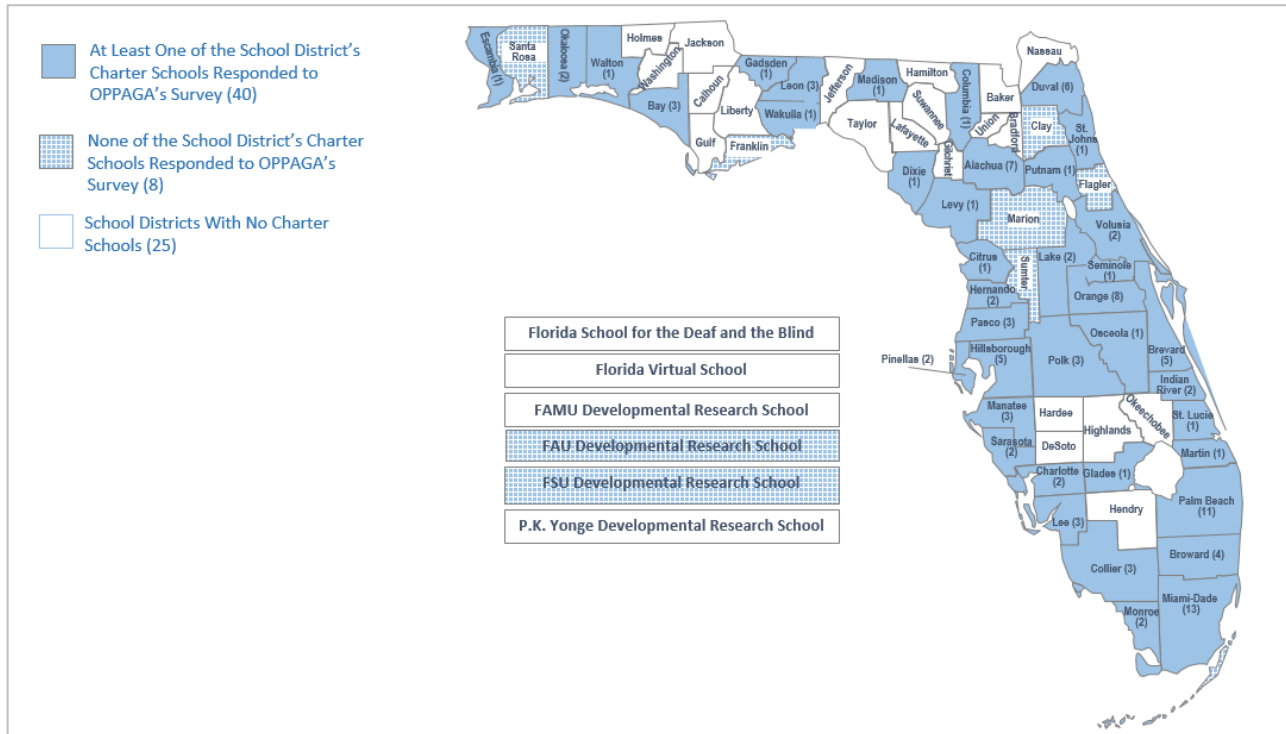 At Least One of the School District's
Charter Schools Responded to
OPPAGA's Survey (40)
None of the School District's Charter
Schools Responded to OPPAGA's
Survey (8)
School Districts With No Charter
Schools (25)
Escambia (1)
Santa
Rosa
Okaloosa (2)
Walton
(1)
Holmes
Washington
Jackson
Bay (3)
Calhoun
Gulf
Liberty
Gadsden
(1)
Franklin
Leon (3)
Wakulla (1)
Jefferson
Madison
(1)
Taylor
Hamilton
Suwannee
Lafayette
Dixie
(1)
Columbia (1)
Gilchrist
Levy (1)
Baker
Union
Bradford
Alachua (7)
Nassau
Duval (6)
Clay
St.
Johns
(1)
Putnam (1)
Flagler
Marion
Volusia
(2)
Citrus
(1)
Sumter
Lake (2)
Seminole
(1)
Hernando
(2)
Orange (8)
Pasco (3)
Osceola (1)
Pinellas (2)
Hillsborough
(5)
Polk (3)
Brevard
(5)
Indian
River (2)
Manatee
(3)
Hardee
Highlands
Okeechobee
St. Lucie
(1)
Sarasota
(2)
DeSoto
Martin (1)
Charlotte
(2)
Glades (1)
Lee (3)
Hendry
Palm Beach
(11)
Collier (3)
Broward (4)
Monroe
(2)
Miami-Dade
(13)
Florida School for the Deaf and the Blind
Florida Virtual School
FAMU Developmental Research School
FAU Developmental Research School
FSU Developmental Research School
P.K. Yonge Developmental Research School